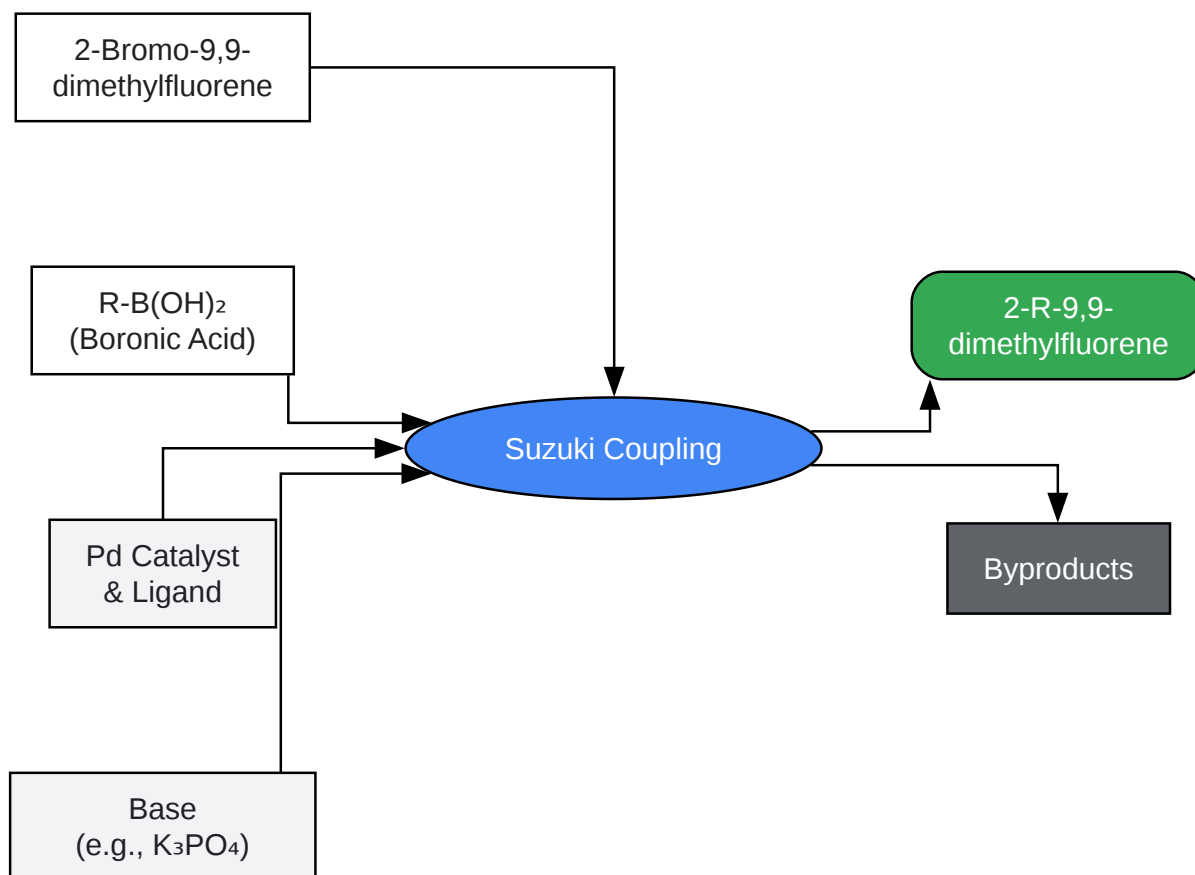 2-Bromo-9,9-
dimethylfluorene
R-B(OH)₂
(Boronic Acid)
2-R-9,9-
dimethylfluorene
Suzuki Coupling
Pd Catalyst
& Ligand
Byproducts
Base
(e.g., K₃PO₄)